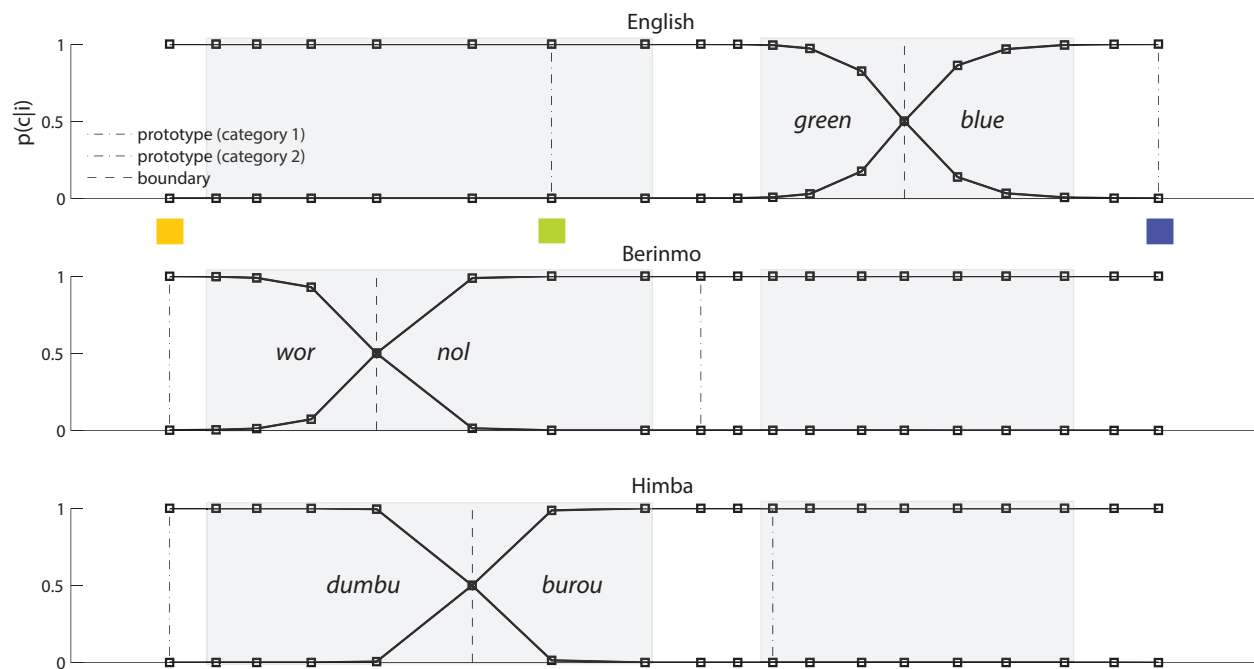 English
1
0.5
0
p(c|i)
prototype (category 1)
prototype (category 2)
boundary
green
blue
Berinmo
1
0.5
0
wor
nol
Himba
1
0.5
0
dumbu
burou